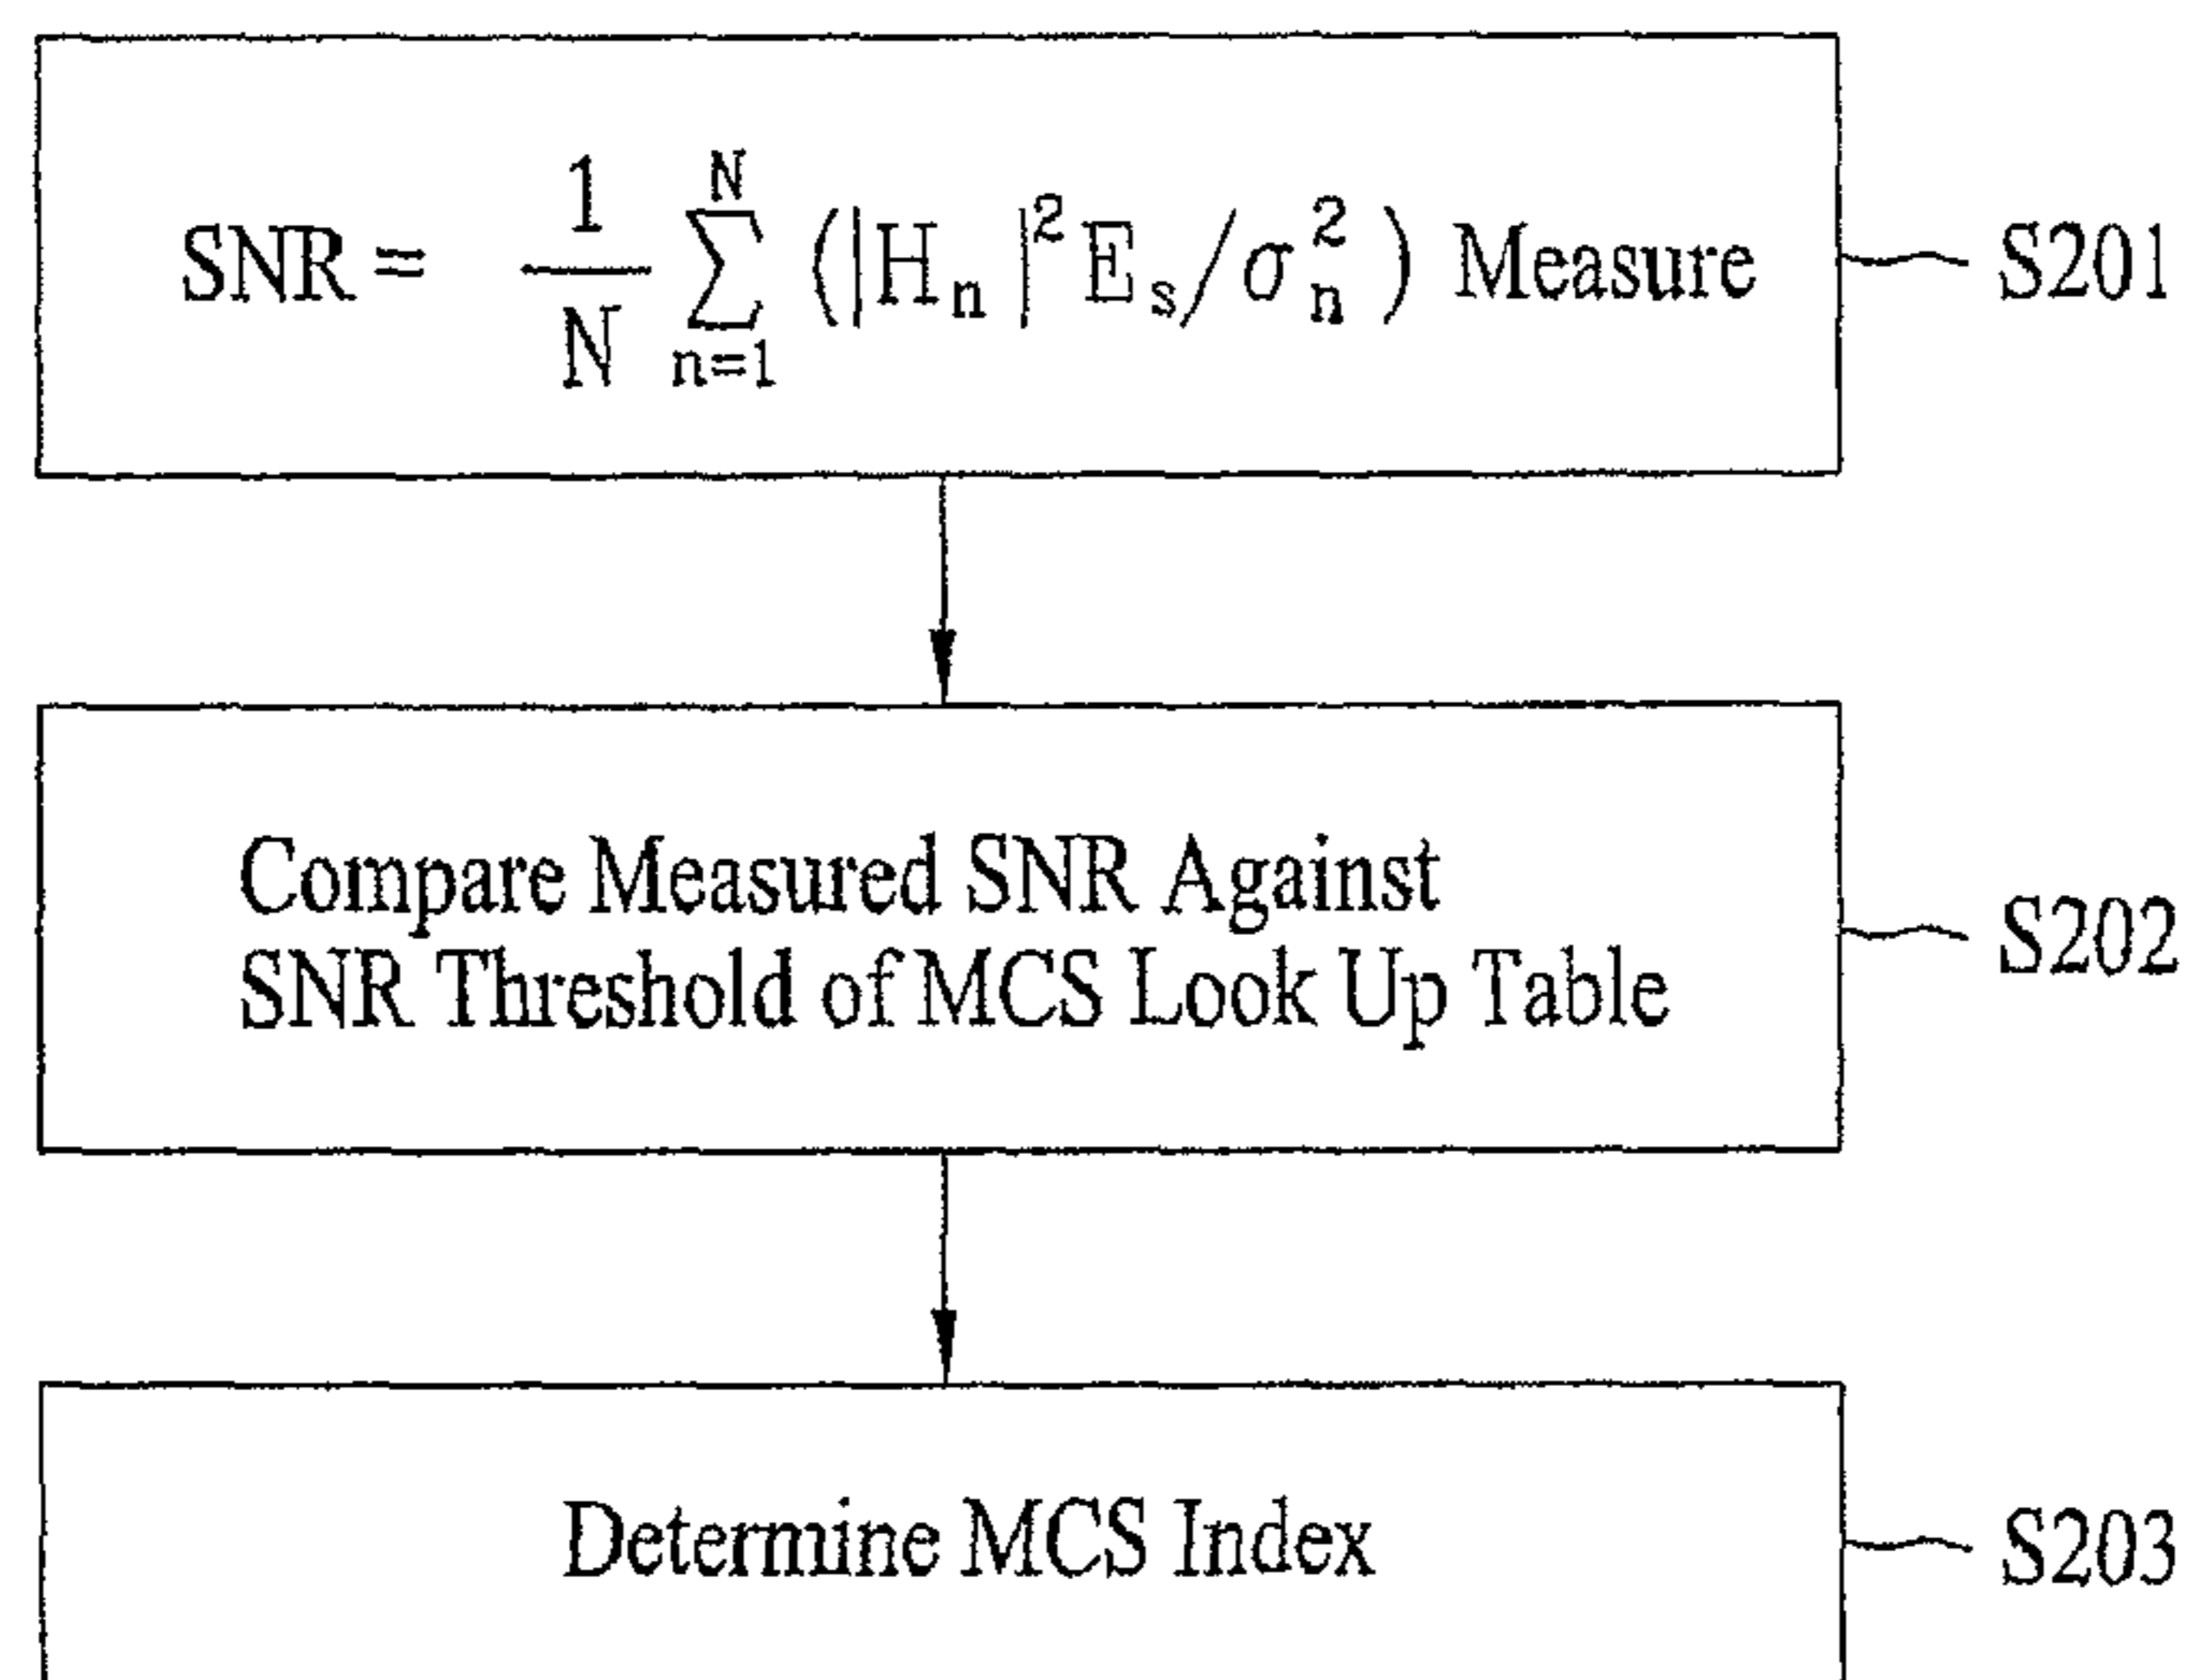 SNR = 1/N Σ_{n=1}^{N} (|H_n|^2 E_s/σ_n^2) Measure
S201
Compare Measured SNR Against
SNR Threshold of MCS Look Up Table
S202
Determine MCS Index
S203